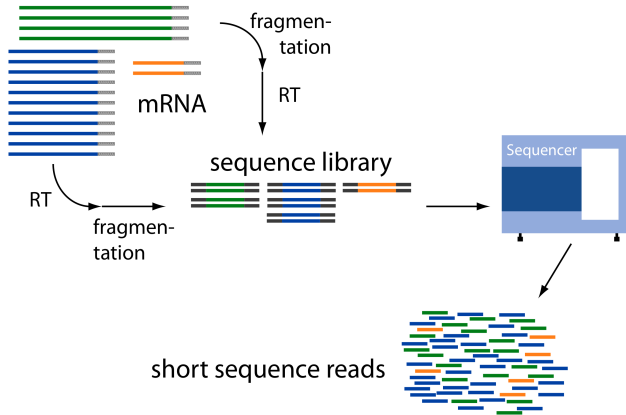 fragmen-
tation
RT
mRNA
sequence library
Sequencer
RT
fragmen-
tation
short sequence reads